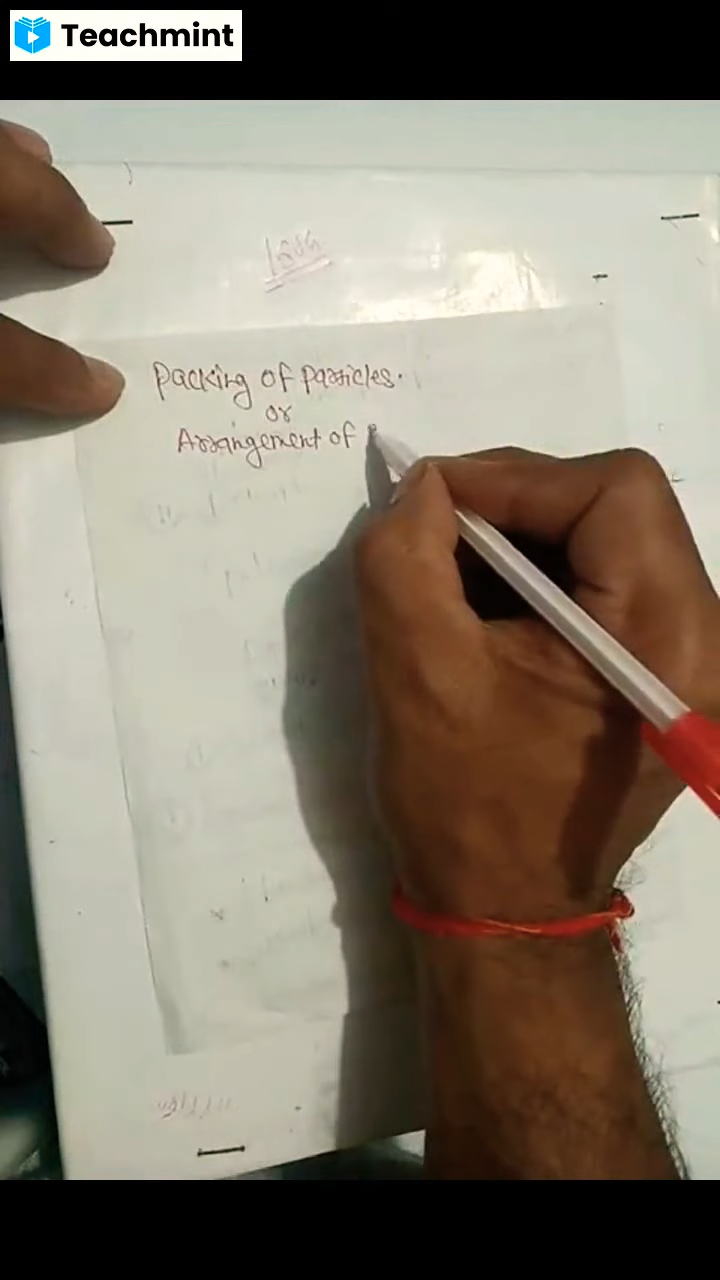 Teachmint
Packing of Particles.
or
Arrangement of P